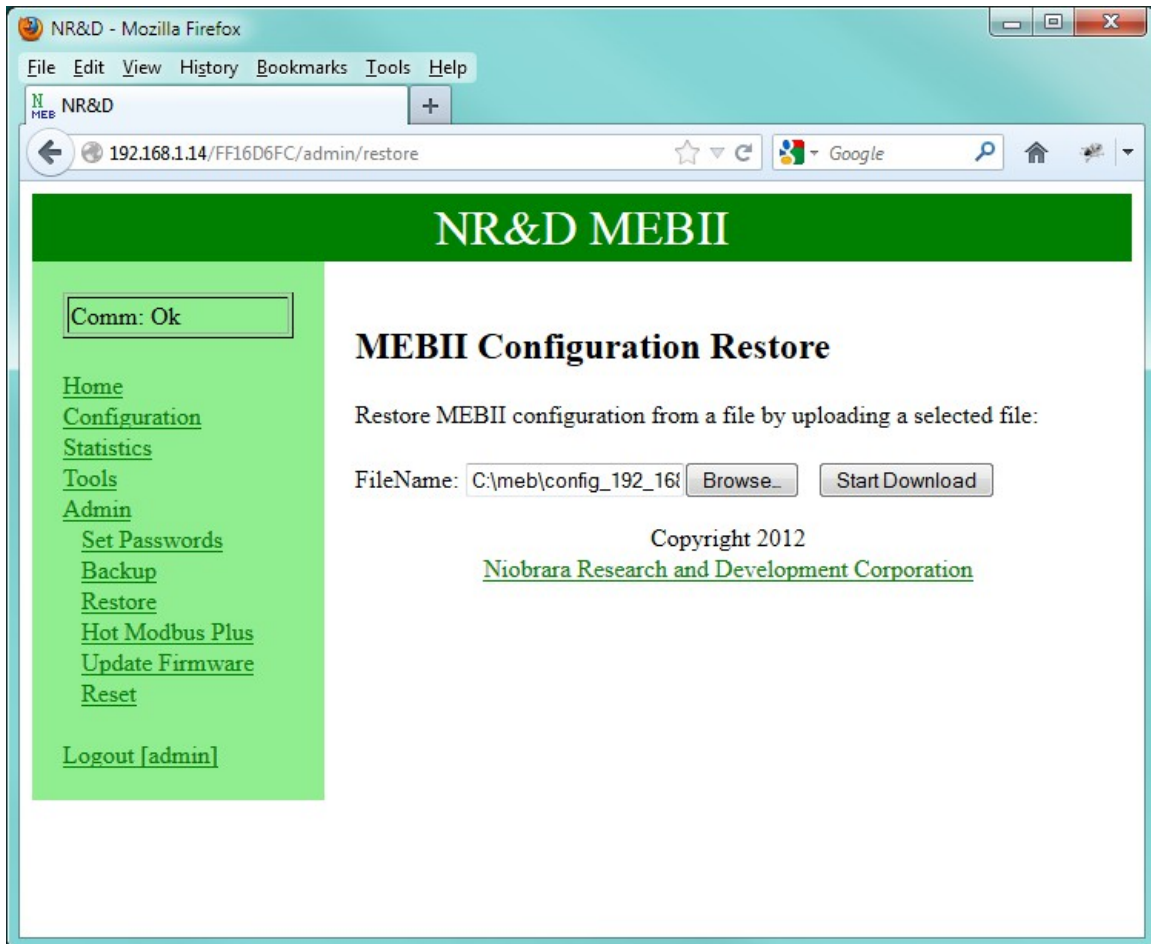 NR&D - Mozilla Firefox
File Edit View History Bookmarks Tools Help
N MEB NR&D +
192.168.1.14/FF16D6FC/admin/restore Google
NR&D MEBII
Comm: Ok
Home
Configuration
Statistics
Tools
Admin
Set Passwords
Backup
Restore
Hot Modbus Plus
Update Firmware
Reset
Logout [admin]
MEBII Configuration Restore
Restore MEBII configuration from a file by uploading a selected file:
FileName: C:\meb\config_192_168 Browse... Start Download
Copyright 2012
Niobrara Research and Development Corporation